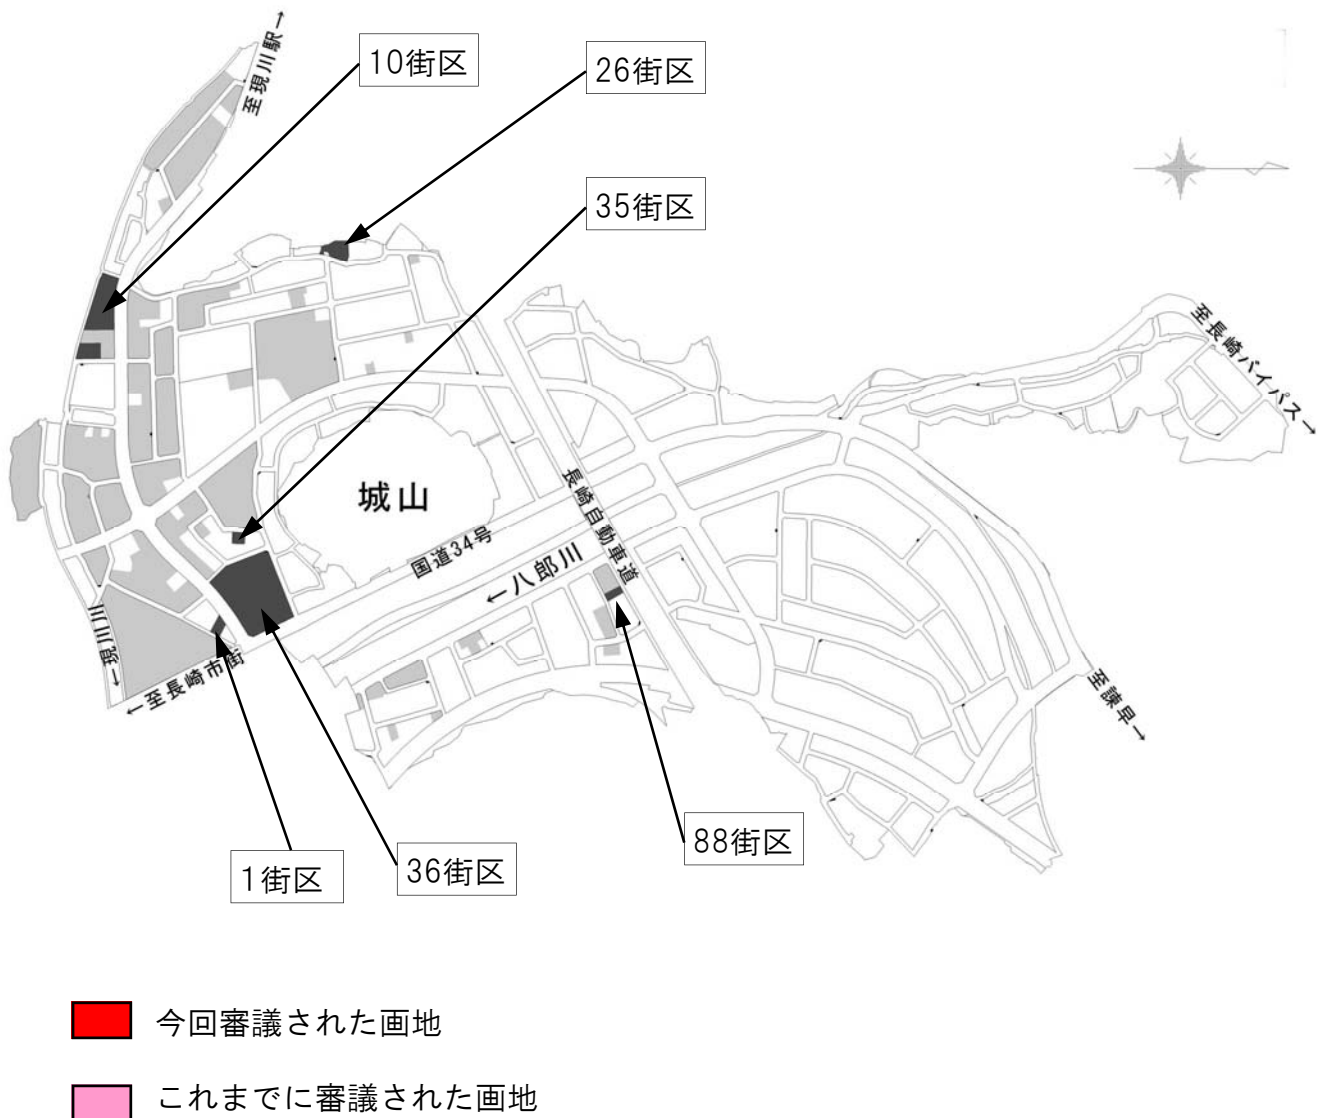 至現川駅→
10街区
26街区
35街区
至長崎バイパス→
城山
長崎自動車道
国道34号
←八郎川
現川川→
←至長崎市街
至諫早→
1街区
36街区
88街区
今回審議された画地
これまでに審議された画地